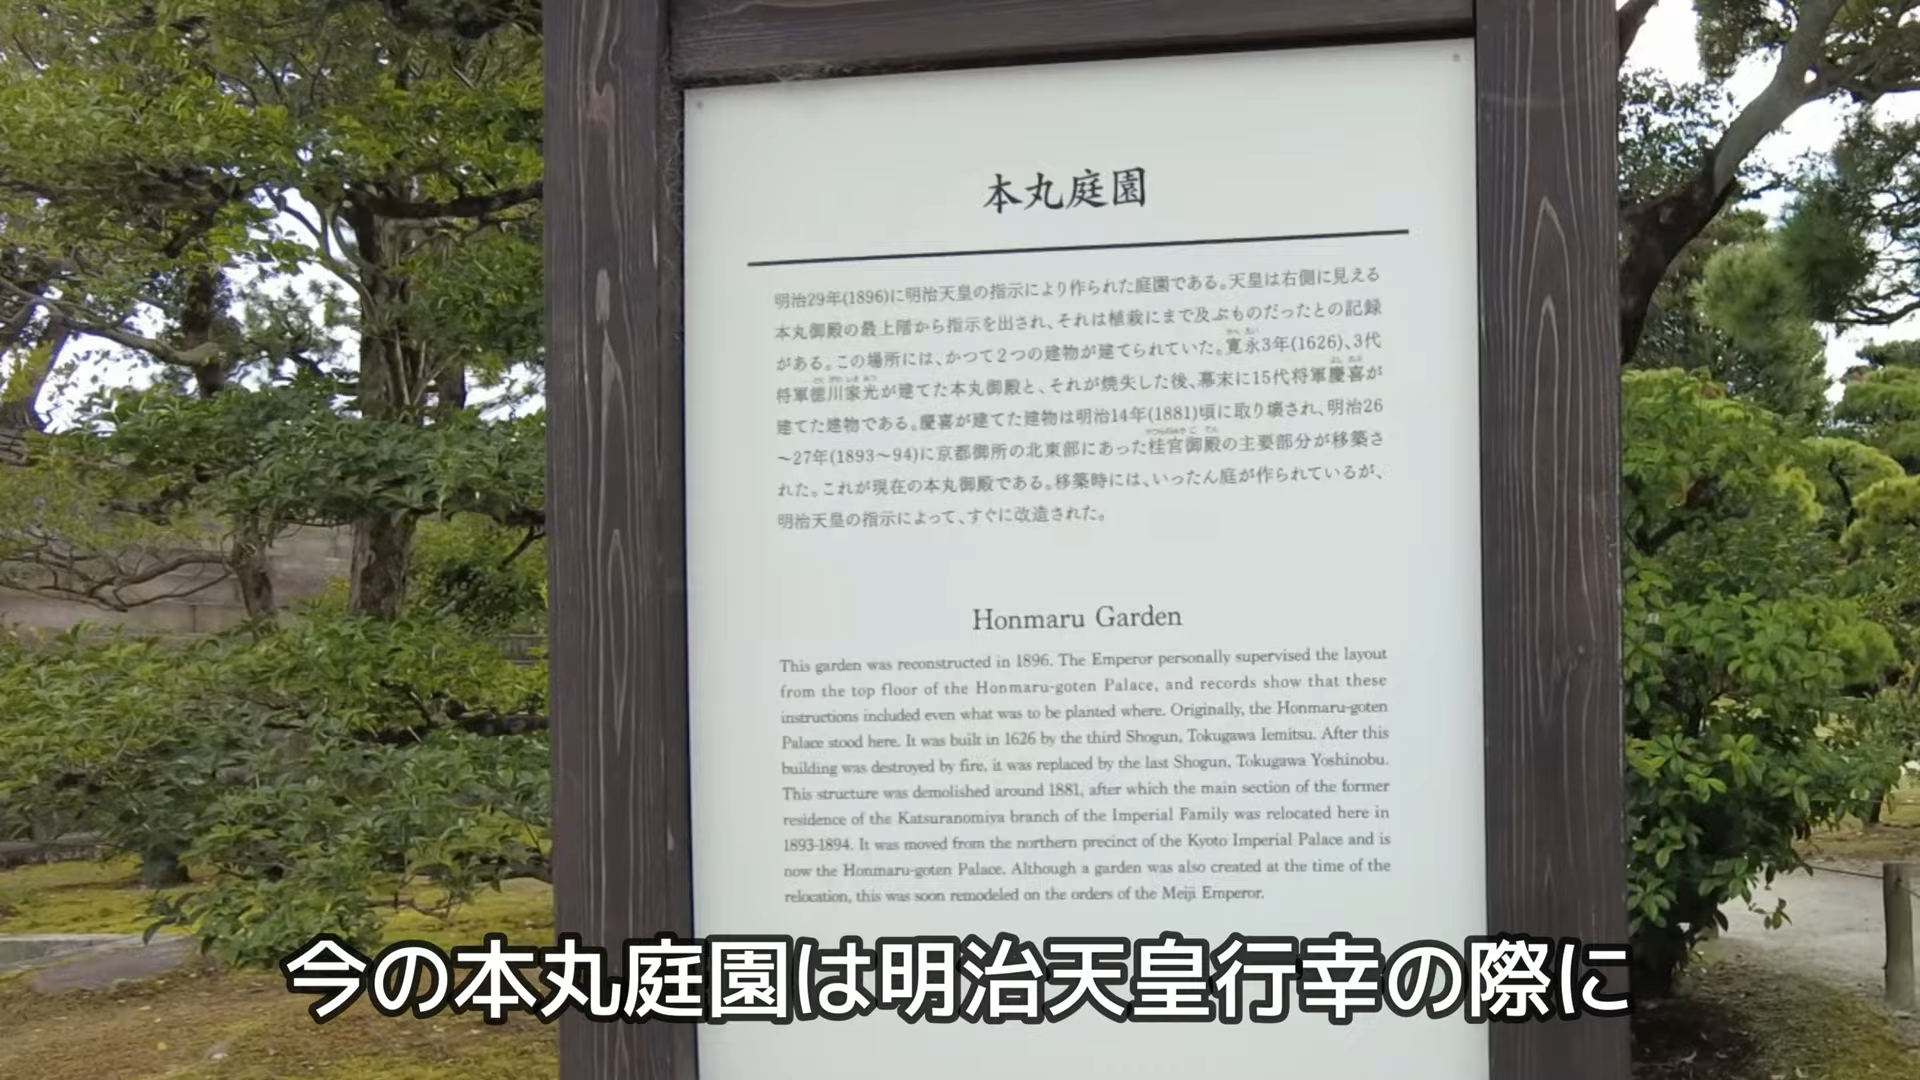 本丸庭園
明治29年(1896)に明治天皇の指示により作られた庭園である。天皇は右側に見える
本丸御殿の最上階から指示を出され、それは植栽にまで及ぶものだったとの記録
がある。この場所には、かつて2つの建物が建てられていた。寛永3年(1626)、3代
将軍徳川家光が建てた本丸御殿と、それが焼失した後、幕末に15代将軍慶喜が
建てた建物である。慶喜が建てた建物は明治14年(1881)頃に取り壊され、明治26
～27年(1893～94)に京都御所の北東部にあった桂宮御殿の主要部分が移築さ
れた。これが現在の本丸御殿である。移築時には、いったん庭が作られているが、
明治天皇の指示によって、すぐに改造された。
Honmaru Garden
This garden was reconstructed in 1896. The Emperor personally supervised the layout
from the top floor of the Honmaru-goten Palace, and records show that these
instructions included even what was to be planted where. Originally, the Honmaru-goten
Palace stood here. It was built in 1626 by the third Shogun, Tokugawa Iemitsu. After this
building was destroyed by fire, it was replaced by the last Shogun, Tokugawa Yoshinobu.
This structure was demolished around 1881, after which the main section of the former
residence of the Katsuranomiya branch of the Imperial Family was relocated here in
1893-1894. It was moved from the northern precinct of the Kyoto Imperial Palace and is
now the Honmaru-goten Palace. Although a garden was also created at the time of the
relocation, this was soon remodeled on the orders of the Meiji Emperor.
今の本丸庭園は明治天皇行幸の際に